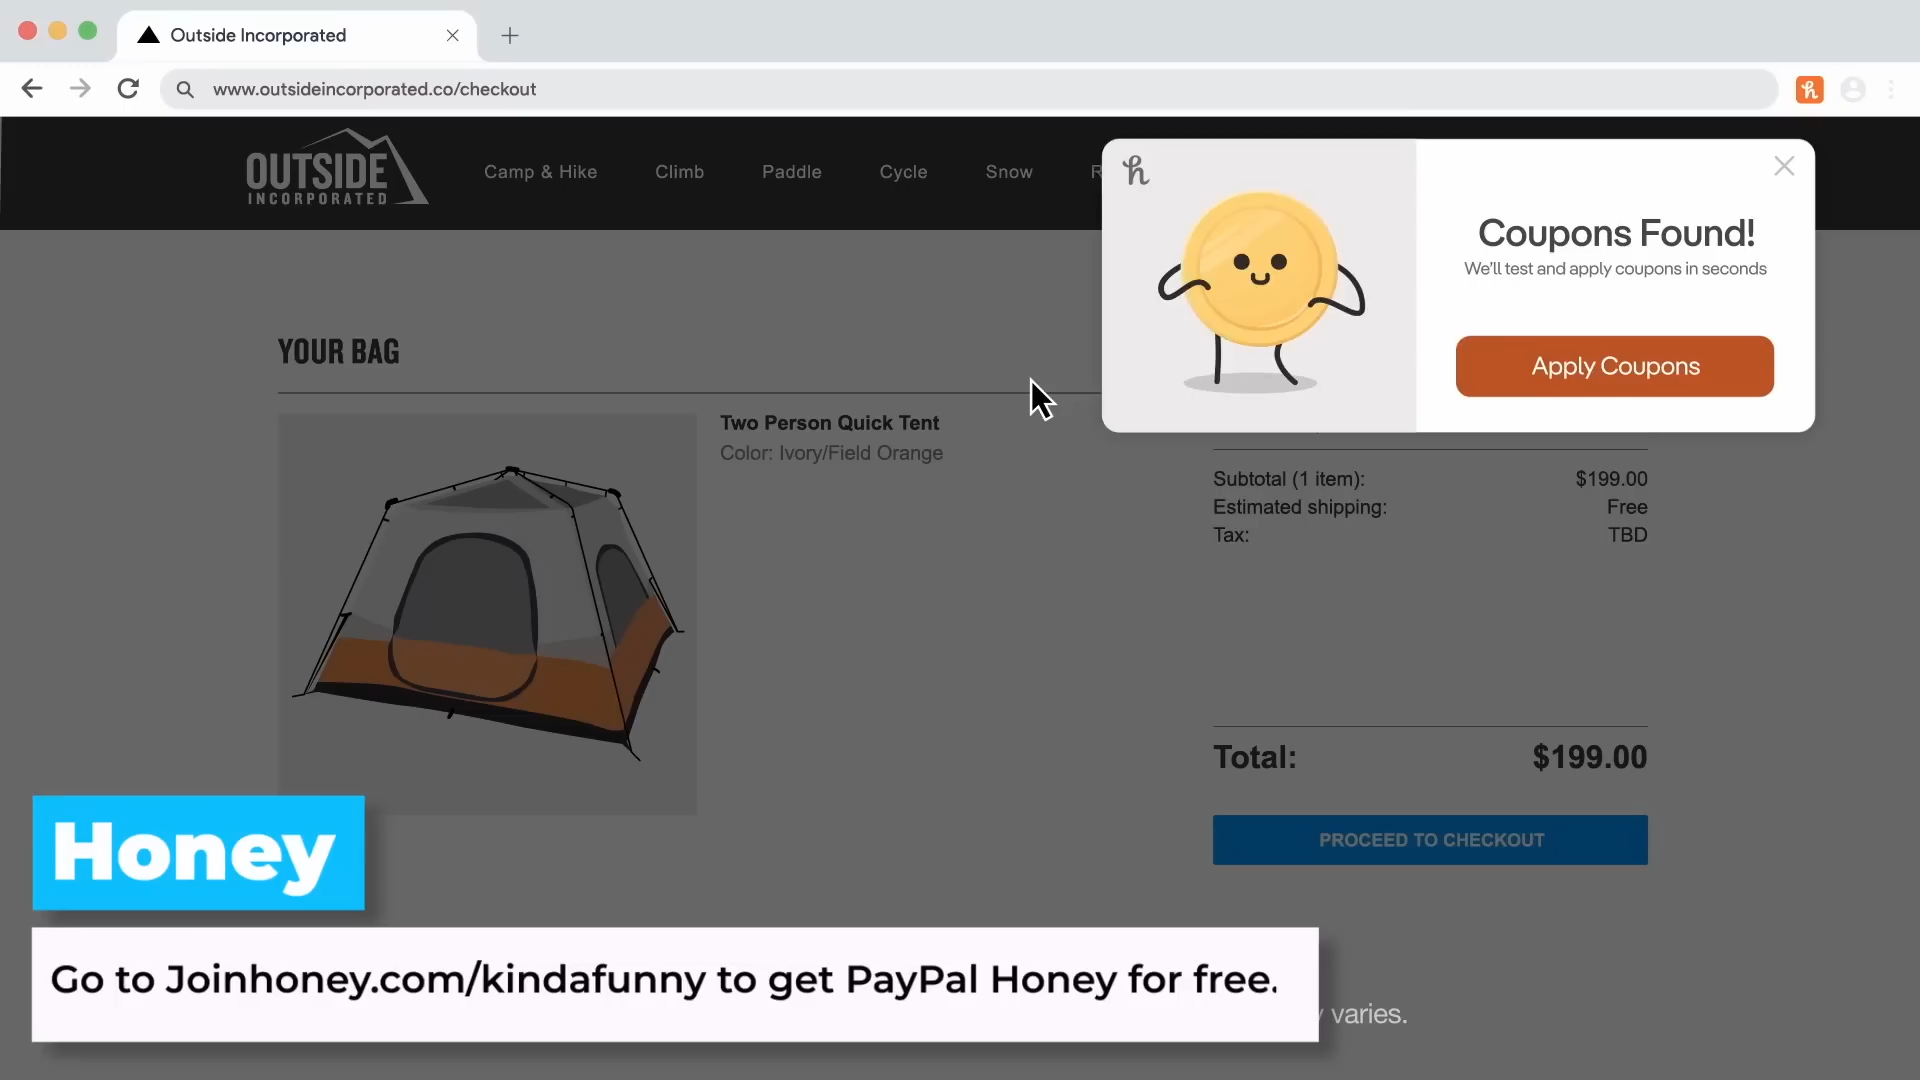 Outside Incorporated
www.outsideincorporated.co/checkout
OUTSIDE
INCORPORATED
Camp & Hike
Climb
Paddle
Cycle
Snow
Coupons Found!
We'll test and apply coupons in seconds
Apply Coupons
YOUR BAG
Two Person Quick Tent
Color: Ivory/Field Orange
Subtotal (1 item): $199.00
Estimated shipping: Free
Tax: TBD
Total: $199.00
PROCEED TO CHECKOUT
Honey
Go to Joinhoney.com/kindafunny to get PayPal Honey for free.
varies.